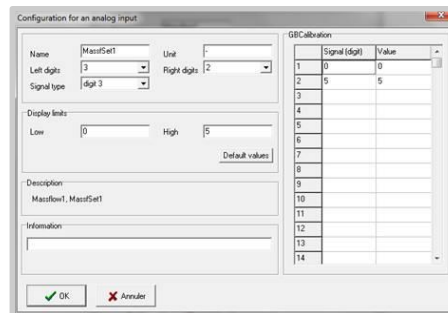 Configuration for an analog input
Name MassfSet1 Unit -
Left digits 3 Right digits 2
Signal type digit 3
Display limits
Low 0 High 5
Default values
Description
Massflow1, MassfSet1
Information
OK Annuler
GBCalibration
Signal (digit) Value
1 0 0
2 5 5
3
4
5
6
7
8
9
10
11
12
13
14